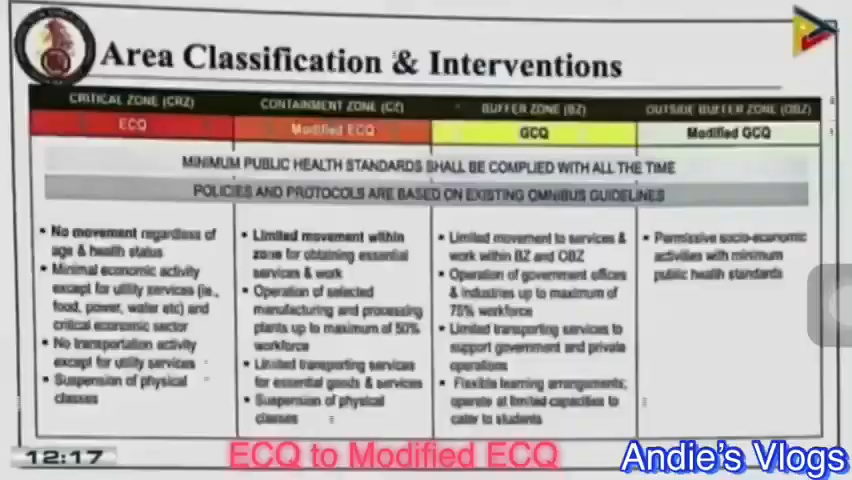 Area Classification & Interventions
CRITICAL ZONE (CRZ)
ECQ
CONTAINMENT ZONE (CZ)
Modified ECQ
BUFFER ZONE (BZ)
GCQ
OUTSIDE BUFFER ZONE (OBZ)
Modified GCQ
MINIMUM PUBLIC HEALTH STANDARDS SHALL BE COMPLIED WITH ALL THE TIME
POLICIES AND PROTOCOLS ARE BASED ON EXISTING OMNIBUS GUIDELINES
• No movement regardless of
age & health status
• Minimal economic activity
except for utility services (ie.,
food, power, water etc) and
critical economic sector
• No transportation activity
except for utility services
• Suspension of physical
classes
• Limited movement within
zone for obtaining essential
services & work
• Operation of selected
manufacturing and processing
plants up to maximum of 50%
workforce
• Limited transporting services
for essential goods & services
• Suspension of physical
classes
• Limited movement to services &
work within BZ and OBZ
• Operation of government offices
& industries up to maximum of
75% workforce
• Limited transporting services to
support government and private
operations
• Flexible learning arrangements;
operate at limited capacities to
cater to students
• Permissive socio-economic
activities with minimum
public health standards
12:17
ECQ to Modified ECQ
Andie's Vlogs